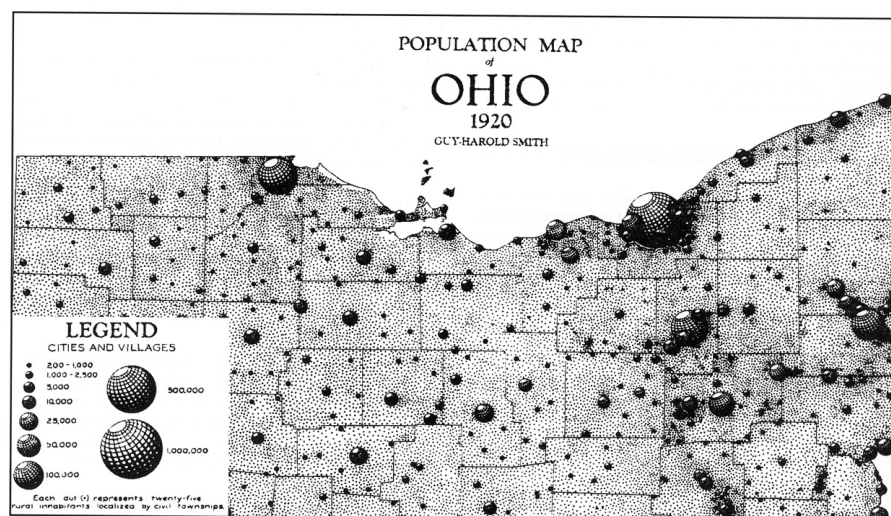 POPULATION MAP
of
OHIO
1920
GUY-HAROLD SMITH
LEGEND
CITIES AND VILLAGES
200 - 1,000
1,000 - 2,500
5,000
10,000
25,000
50,000
100,000
500,000
1,000,000
Each dot (•) represents twenty-five
rural inhabitants localized by civil townships.